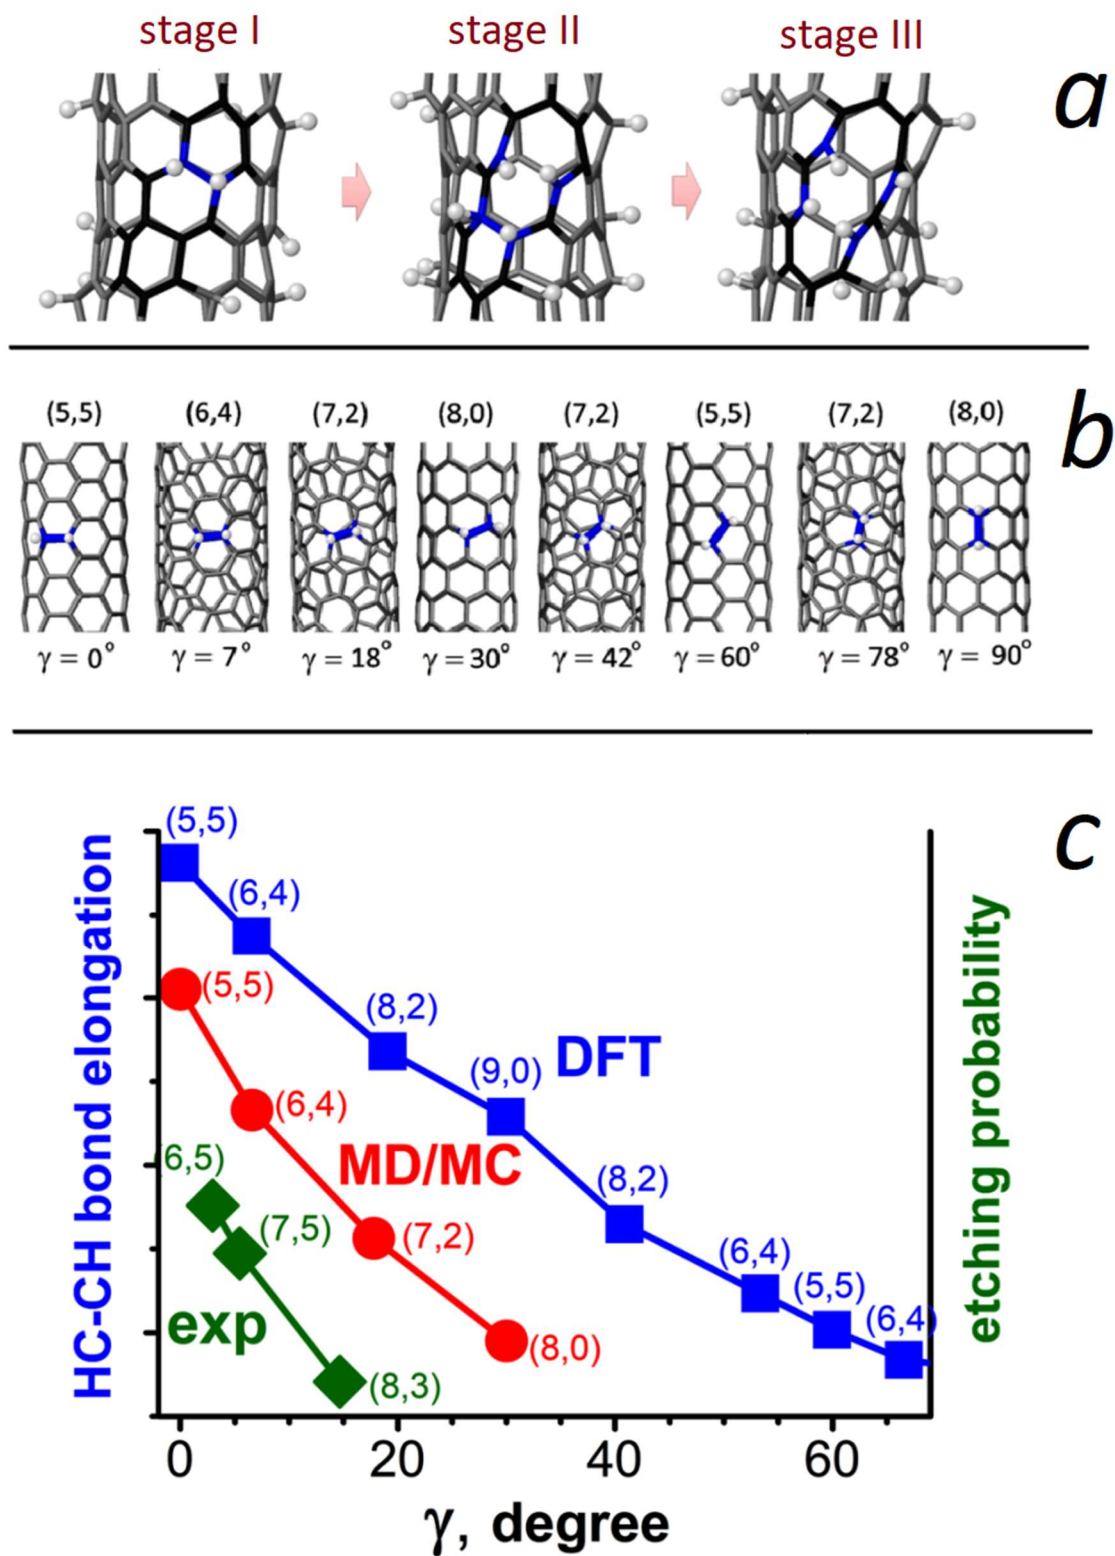 stage I
stage II
stage III
a
(5,5)
(6,4)
(7,2)
(8,0)
(7,2)
(5,5)
(7,2)
(8,0)
b
γ = 0°
γ = 7°
γ = 18°
γ = 30°
γ = 42°
γ = 60°
γ = 78°
γ = 90°
c
HC-CH bond elongation
etching probability
(5,5)
(6,4)
(8,2)
(9,0)
DFT
(8,2)
(6,4)
(5,5)
(6,4)
(5,5)
(6,4)
MD/MC
(7,2)
(8,0)
6,5)
(7,5)
exp
(8,3)
0
20
40
60
γ, degree